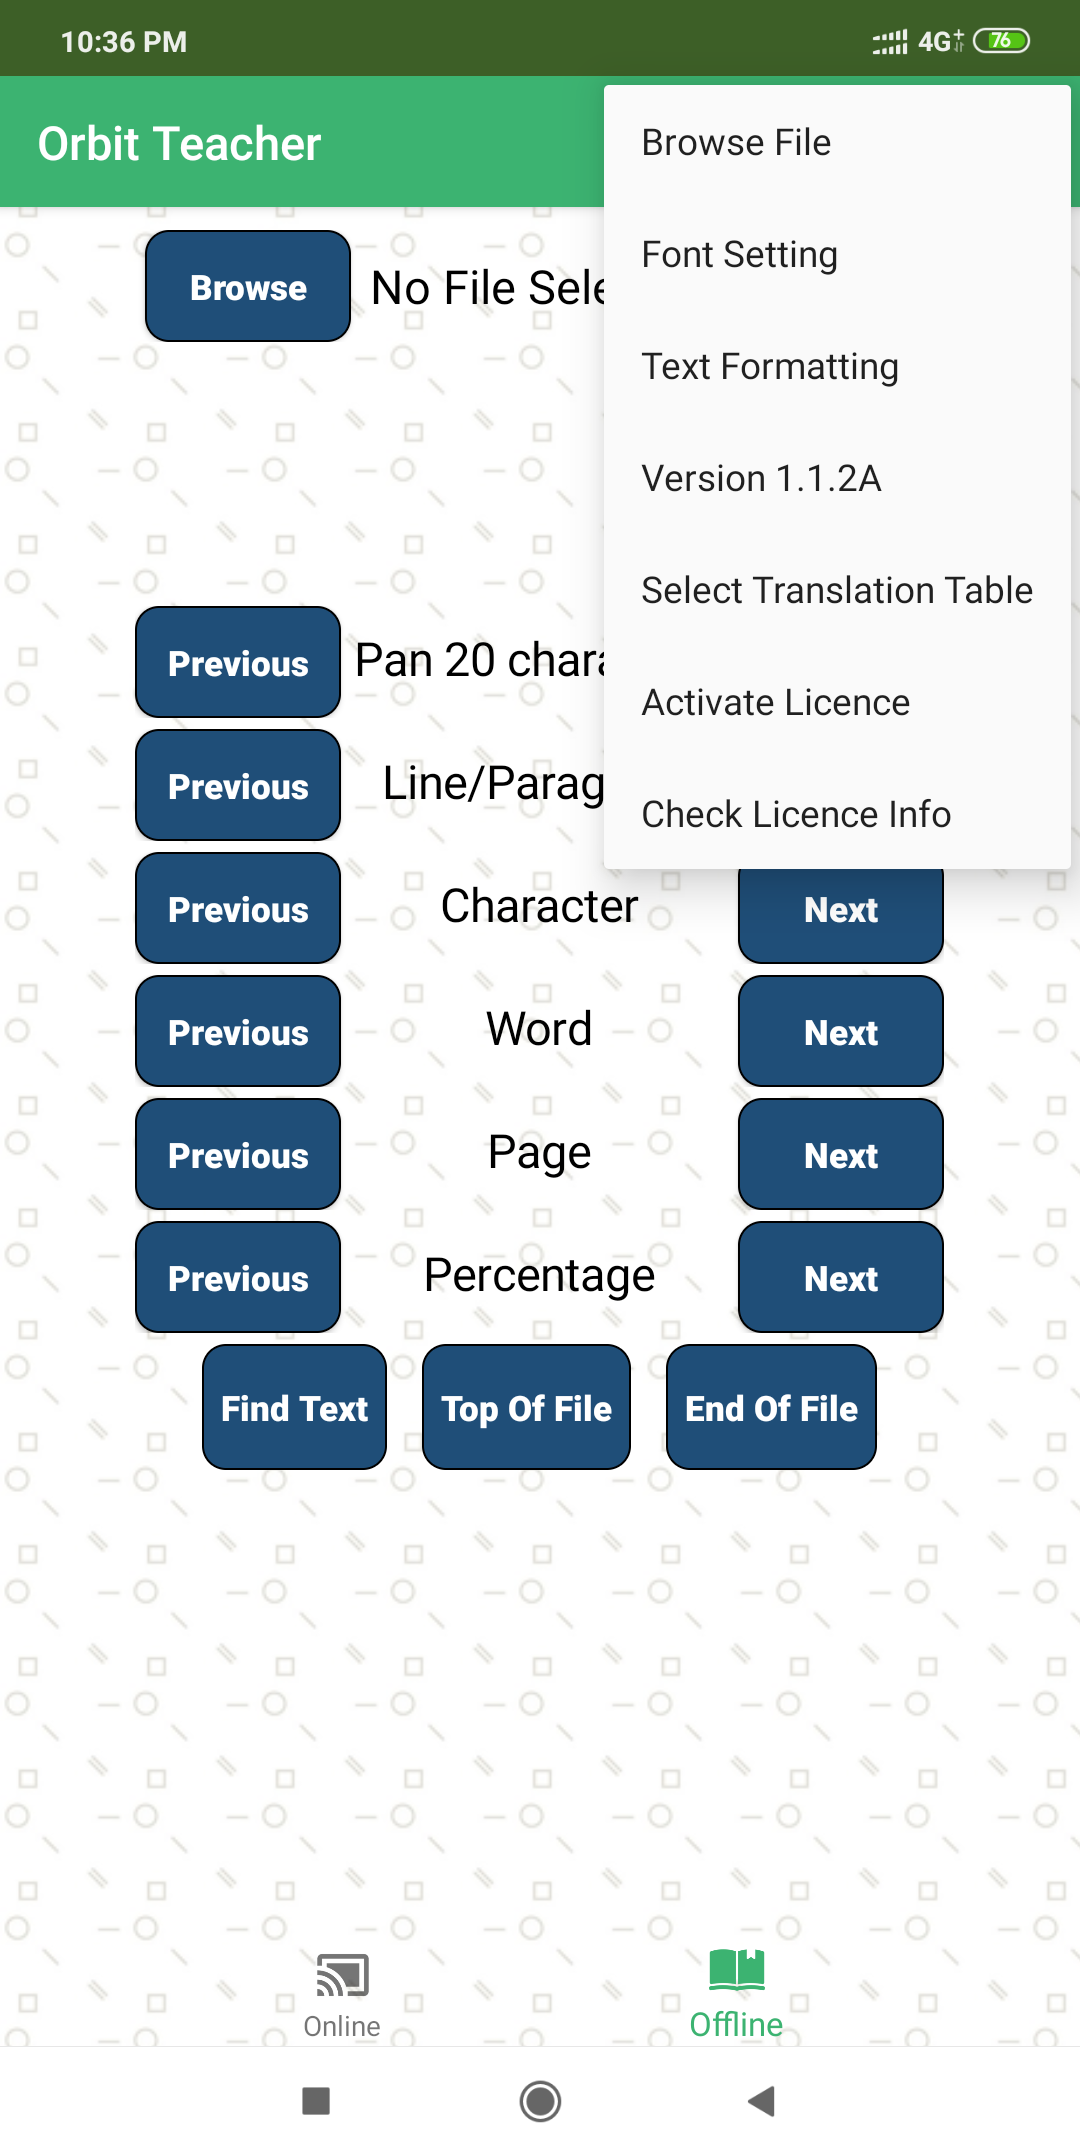 10:36 PM 4G+ 76
Orbit Teacher
Browse File
Font Setting
Text Formatting
Version 1.1.2A
Select Translation Table
Activate Licence
Check Licence Info
Browse No File Sele
Previous Pan 20 chara
Previous Line/Parag
Previous Character Next
Previous Word Next
Previous Page Next
Previous Percentage Next
Find Text Top Of File End Of File
Online Offline